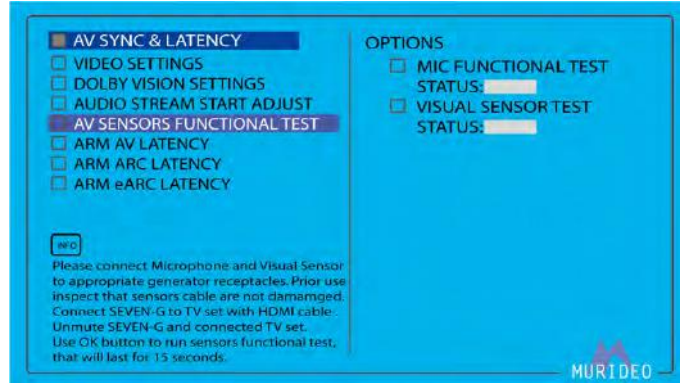 AV SYNC & LATENCY
VIDEO SETTINGS
DOLBY VISION SETTINGS
AUDIO STREAM START ADJUST
AV SENSORS FUNCTIONAL TEST
ARM AV LATENCY
ARM ARC LATENCY
ARM eARC LATENCY
INFO
Please connect Microphone and Visual Sensor
to appropriate generator receptacles. Prior use
inspect that sensors cable are not damamged.
Connect SEVEN-G to TV set with HDMI cable.
Unmute SEVEN-G and connected TV set.
Use OK button to run sensors functional test,
that will last for 15 seconds.
OPTIONS
MIC FUNCTIONAL TEST
STATUS:
VISUAL SENSOR TEST
STATUS:
MURIDEO